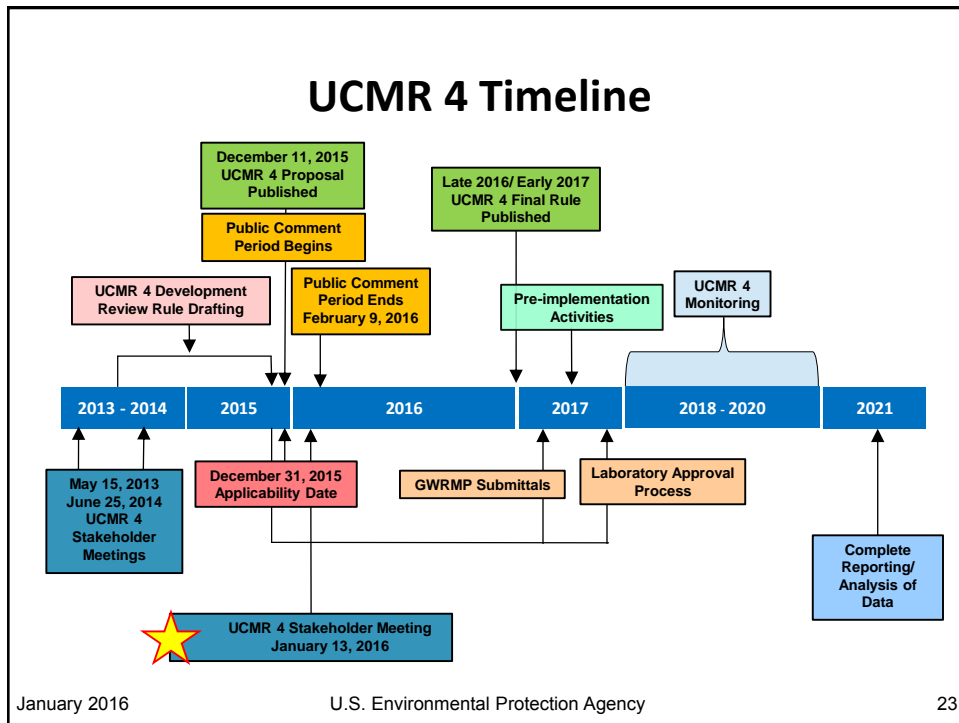 UCMR 4 Timeline
December 11, 2015
UCMR 4 Proposal
Published
Public Comment
Period Begins
Late 2016/ Early 2017
UCMR 4 Final Rule
Published
UCMR 4 Development
Review Rule Drafting
Public Comment
Period Ends
February 9, 2016
Pre-implementation
Activities
UCMR 4
Monitoring
2013 - 2014
2015
2016
2017
2018 - 2020
2021
May 15, 2013
June 25, 2014
UCMR 4
Stakeholder
Meetings
December 31, 2015
Applicability Date
GWRMP Submittals
Laboratory Approval
Process
Complete
Reporting/
Analysis of
Data
UCMR 4 Stakeholder Meeting
January 13, 2016
January 2016
U.S. Environmental Protection Agency
23